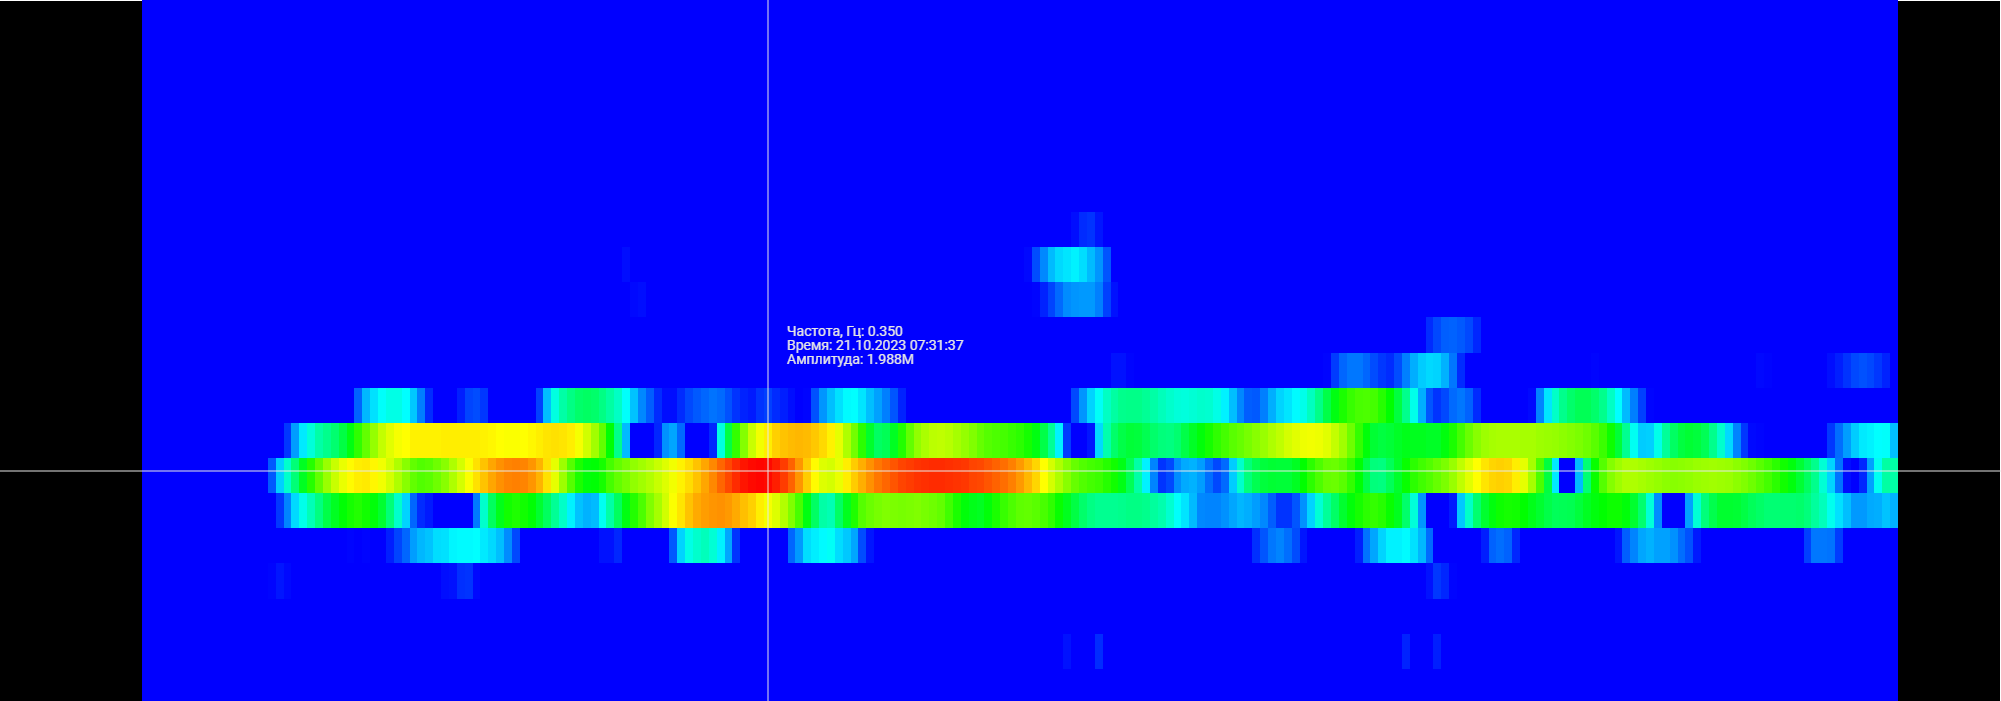 Частота, Гц: 0.350
Время: 21.10.2023 07:31:37
Амплитуда: 1.988M